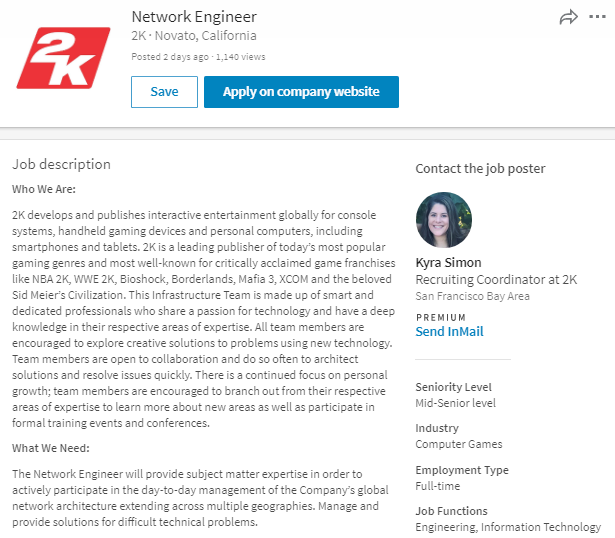 2K
Network Engineer
2K · Novato, California
Posted 2 days ago · 1,140 views
Save
Apply on company website
Job description
Who We Are:
2K develops and publishes interactive entertainment globally for console
systems, handheld gaming devices and personal computers, including
smartphones and tablets. 2K is a leading publisher of today's most popular
gaming genres and most well-known for critically acclaimed game franchises
like NBA 2K, WWE 2K, Bioshock, Borderlands, Mafia 3, XCOM and the beloved
Sid Meier's Civilization. This Infrastructure Team is made up of smart and
dedicated professionals who share a passion for technology and have a deep
knowledge in their respective areas of expertise. All team members are
encouraged to explore creative solutions to problems using new technology.
Team members are open to collaboration and do so often to architect
solutions and resolve issues quickly. There is a continued focus on personal
growth; team members are encouraged to branch out from their respective
areas of expertise to learn more about new areas as well as participate in
formal training events and conferences.
What We Need:
The Network Engineer will provide subject matter expertise in order to
actively participate in the day-to-day management of the Company's global
network architecture extending across multiple geographies. Manage and
provide solutions for difficult technical problems.
Contact the job poster
Kyra Simon
Recruiting Coordinator at 2K
San Francisco Bay Area
PREMIUM
Send InMail
Seniority Level
Mid-Senior level
Industry
Computer Games
Employment Type
Full-time
Job Functions
Engineering, Information Technology